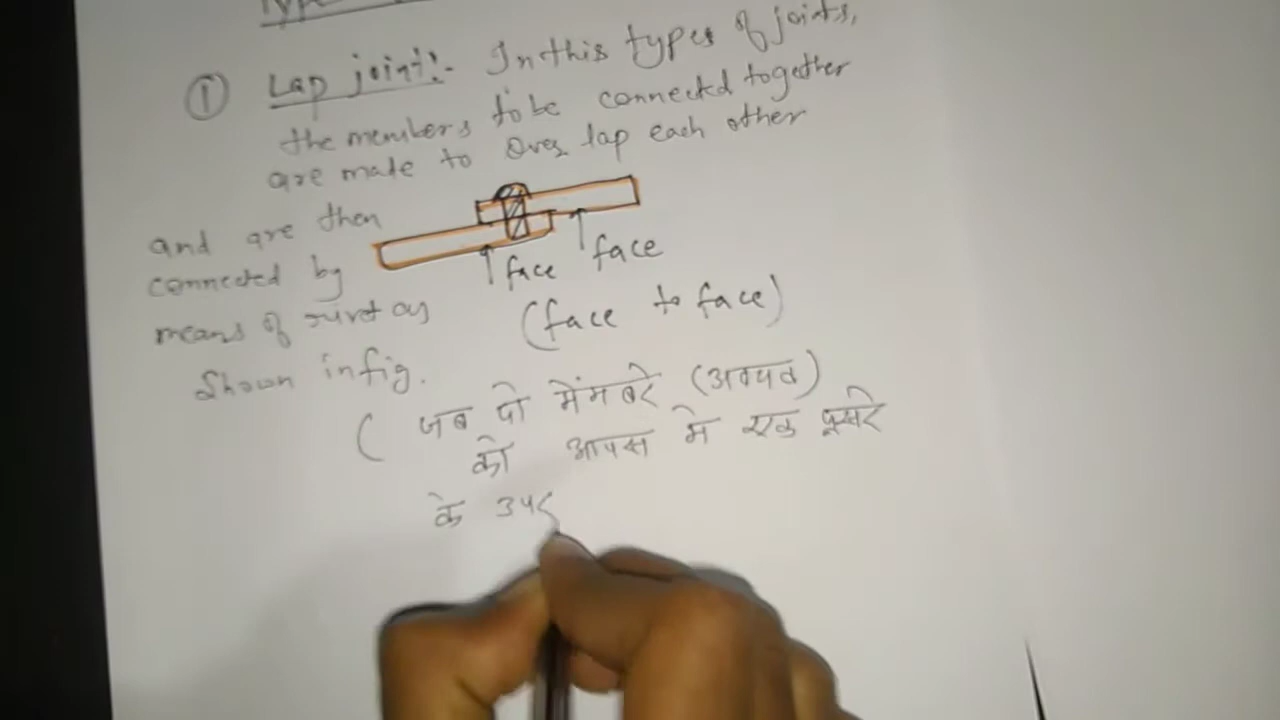 Type
① Lap joint:- In this types of joints,
the members to be connected together
are made to over lap each other
and are then
connected by
means of rivet as
shown in fig.
face
face
(face to face)
( जब दो मेंमबरे (अवयव)
को आपस मे एक दूसरे
के उपर